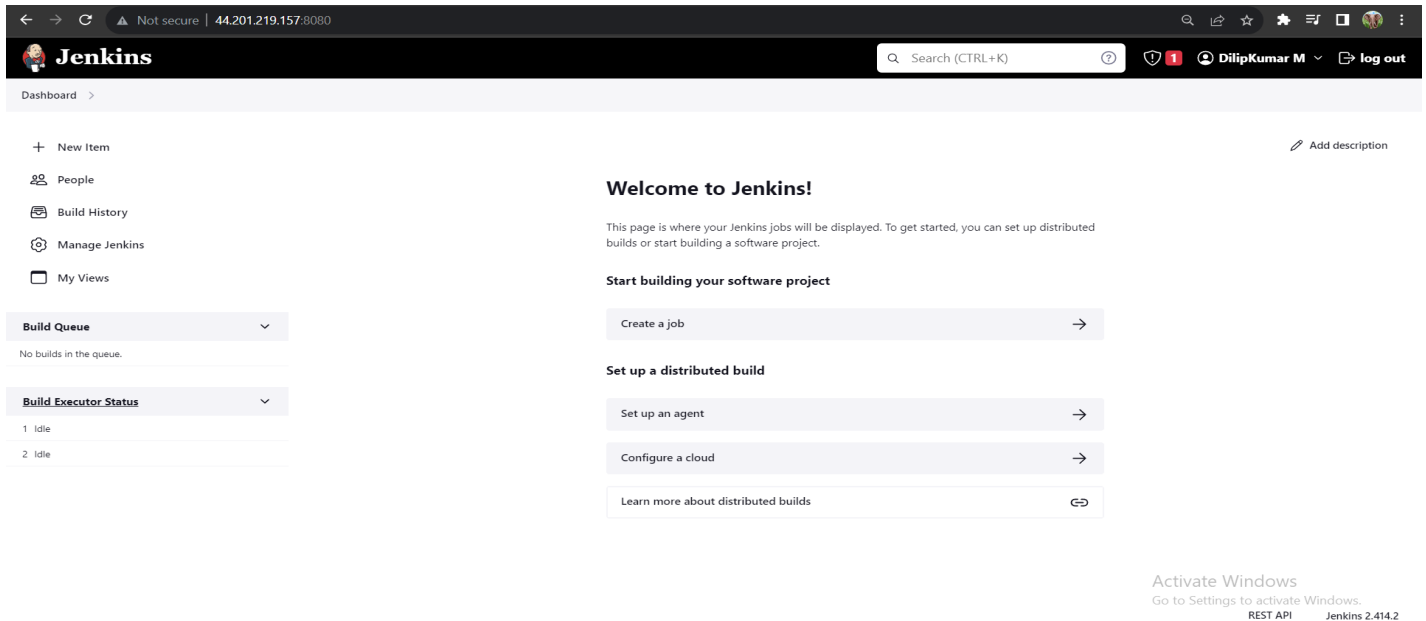 Not secure | 44.201.219.157:8080
Jenkins
Search (CTRL+K)
1
DilipKumar M
log out
Dashboard
New Item
People
Build History
Manage Jenkins
My Views
Build Queue
No builds in the queue.
Build Executor Status
1 Idle
2 Idle
Add description
Welcome to Jenkins!
This page is where your Jenkins jobs will be displayed. To get started, you can set up distributed
builds or start building a software project.
Start building your software project
Create a job
Set up a distributed build
Set up an agent
Configure a cloud
Learn more about distributed builds
Activate Windows
Go to Settings to activate Windows.
REST API
Jenkins 2.414.2